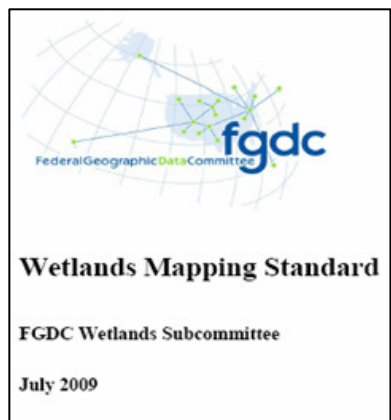 fgdc
FederalGeographicDataCommittee
Wetlands Mapping Standard
FGDC Wetlands Subcommittee
July 2009